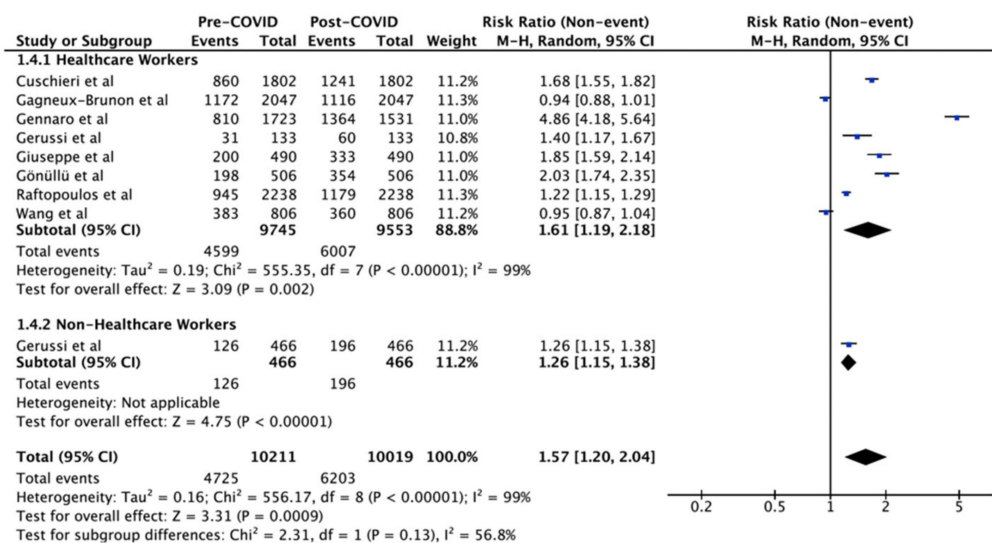 Pre-COVID Post-COVID Risk Ratio (Non-event) Risk Ratio (Non-event)
Study or Subgroup Events Total Events Total Weight M-H, Random, 95% CI M-H, Random, 95% CI
1.4.1 Healthcare Workers
Cuschieri et al 860 1802 1241 1802 11.2% 1.68 [1.55, 1.82]
Gagneux-Brunon et al 1172 2047 1116 2047 11.3% 0.94 [0.88, 1.01]
Gennaro et al 810 1723 1364 1531 11.0% 4.86 [4.18, 5.64]
Gerussi et al 31 133 60 133 10.8% 1.40 [1.17, 1.67]
Giuseppe et al 200 490 333 490 11.0% 1.85 [1.59, 2.14]
Gönüllü et al 198 506 354 506 11.0% 2.03 [1.74, 2.35]
Raftopoulos et al 945 2238 1179 2238 11.3% 1.22 [1.15, 1.29]
Wang et al 383 806 360 806 11.2% 0.95 [0.87, 1.04]
Subtotal (95% CI) 9745 9553 88.8% 1.61 [1.19, 2.18]
Total events 4599 6007
Heterogeneity: Tau² = 0.19; Chi² = 555.35, df = 7 (P < 0.00001); I² = 99%
Test for overall effect: Z = 3.09 (P = 0.002)
1.4.2 Non-Healthcare Workers
Gerussi et al 126 466 196 466 11.2% 1.26 [1.15, 1.38]
Subtotal (95% CI) 466 466 11.2% 1.26 [1.15, 1.38]
Total events 126 196
Heterogeneity: Not applicable
Test for overall effect: Z = 4.75 (P < 0.00001)
Total (95% CI) 10211 10019 100.0% 1.57 [1.20, 2.04]
Total events 4725 6203
Heterogeneity: Tau² = 0.16; Chi² = 556.17, df = 8 (P < 0.00001); I² = 99%
Test for overall effect: Z = 3.31 (P = 0.0009)
Test for subgroup differences: Chi² = 2.31, df = 1 (P = 0.13), I² = 56.8%
0.2 0.5 1 2 5